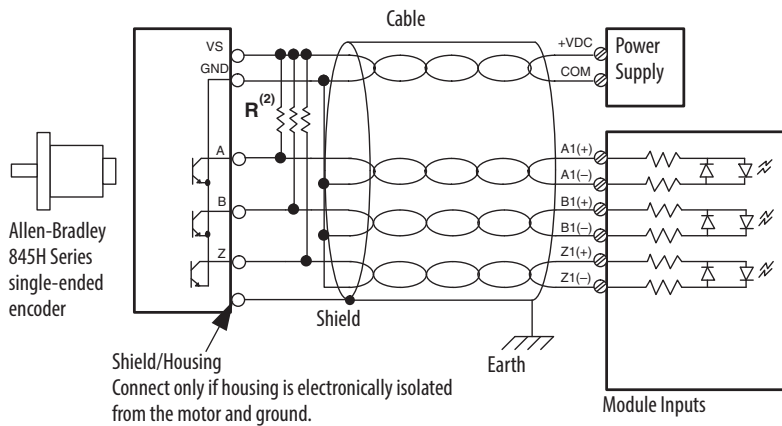 Cable
VS
+VDC
Power
Supply
GND
COM
R(2)
A
A1(+)
A1(–)
B
B1(+)
B1(–)
Z
Z1(+)
Z1(–)
Allen-Bradley
845H Series
single-ended
encoder
Shield
Earth
Shield/Housing
Connect only if housing is electronically isolated
from the motor and ground.
Module Inputs